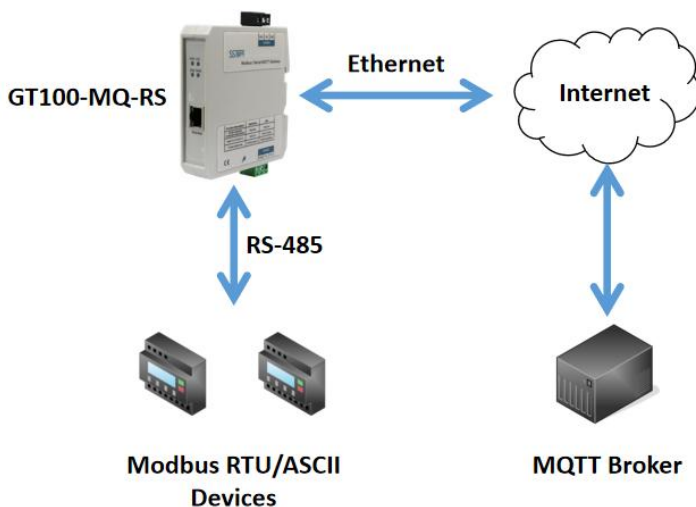 GT100-MQ-RS
Ethernet
Internet
RS-485
Modbus RTU/ASCII
Devices
MQTT Broker